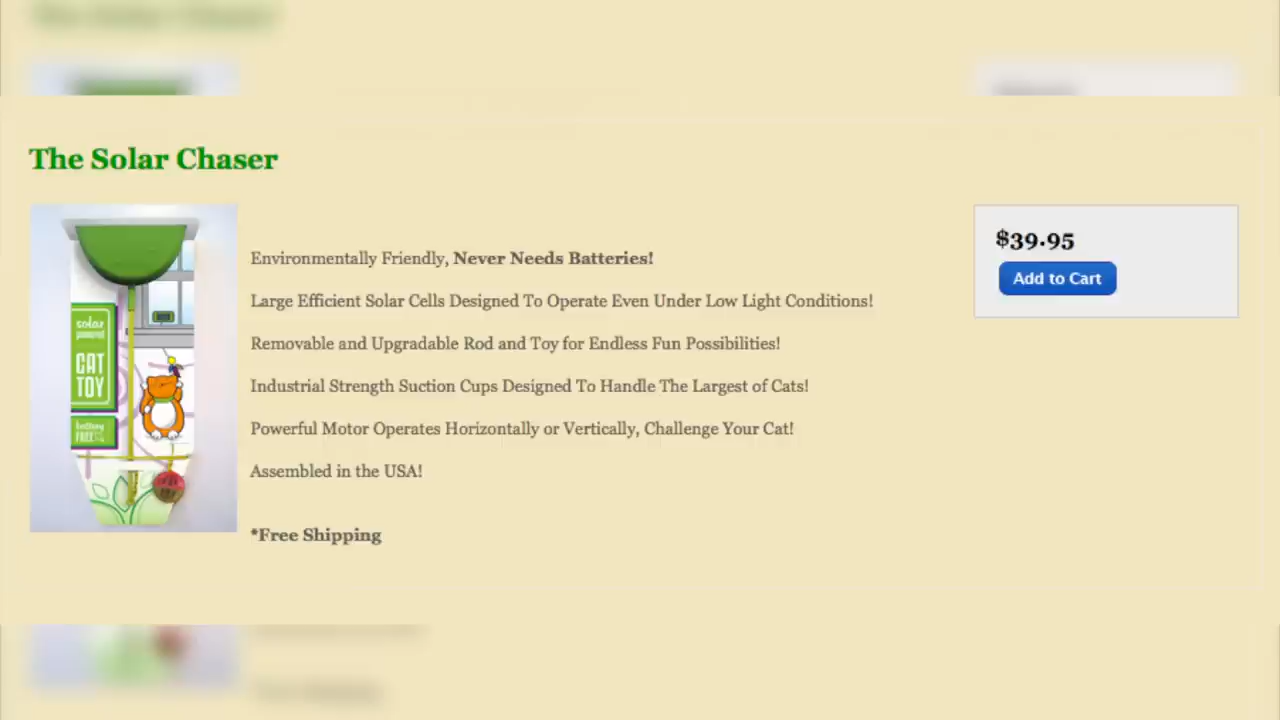 The Solar Chaser
solar
powered
CAT
TOY
battery
FREE
Environmentally Friendly, Never Needs Batteries!
Large Efficient Solar Cells Designed To Operate Even Under Low Light Conditions!
Removable and Upgradable Rod and Toy for Endless Fun Possibilities!
Industrial Strength Suction Cups Designed To Handle The Largest of Cats!
Powerful Motor Operates Horizontally or Vertically, Challenge Your Cat!
Assembled in the USA!
*Free Shipping
$39.95
Add to Cart